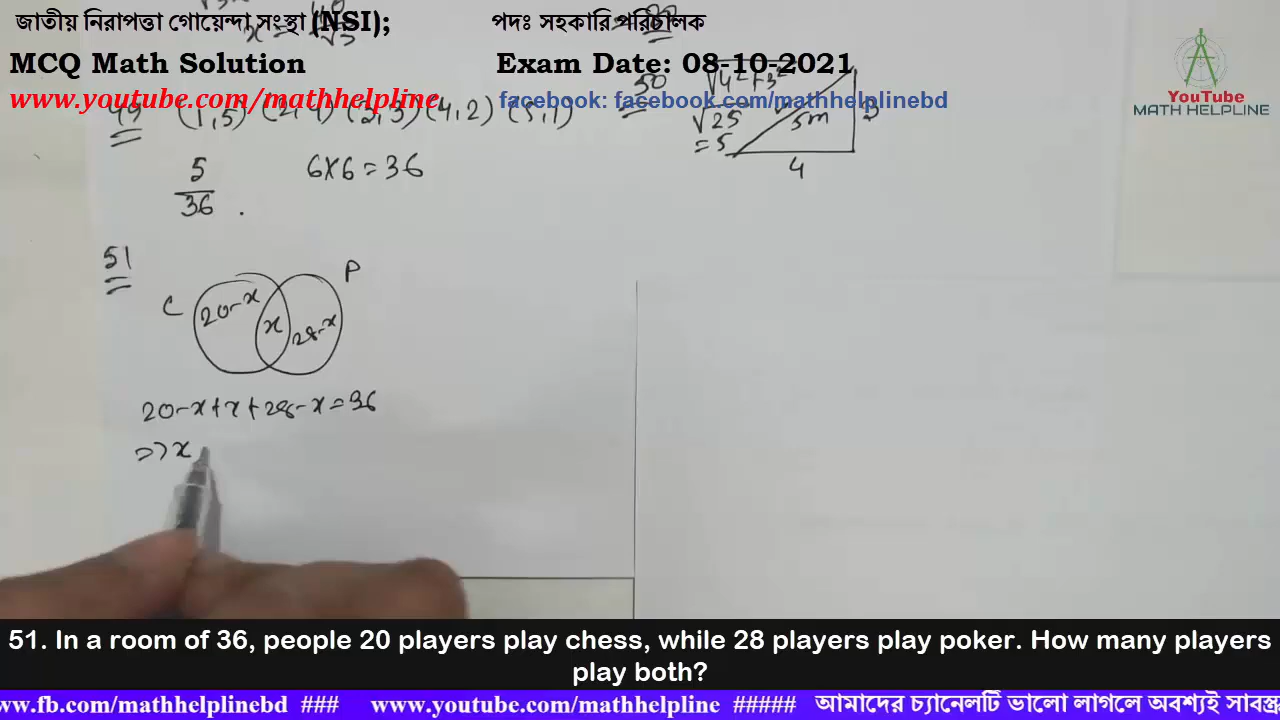 জাতীয় নিরাপত্তা গোয়েন্দা সংস্থা (NSI); পদঃ সহকারি পরিচালক
MCQ Math Solution Exam Date: 08-10-2021
www.youtube.com/mathhelpline facebook: facebook.com/mathhelplinebd
YouTube
MATH HELPLINE
49 (1,5) (2,4) (3,3) (4,2) (5,1)
5/36 . 6×6=36
50 √4²+3²
√25
=5
5m
3
4
51
C P
20-x x 28-x
20-x+x+28-x=36
=> x
51. In a room of 36, people 20 players play chess, while 28 players play poker. How many players
play both?
ww.fb.com/mathhelplinebd ### www.youtube.com/mathhelpline ##### আমাদের চ্যানেলটি ভালো লাগলে অবশ্যই সাবস্ক্র